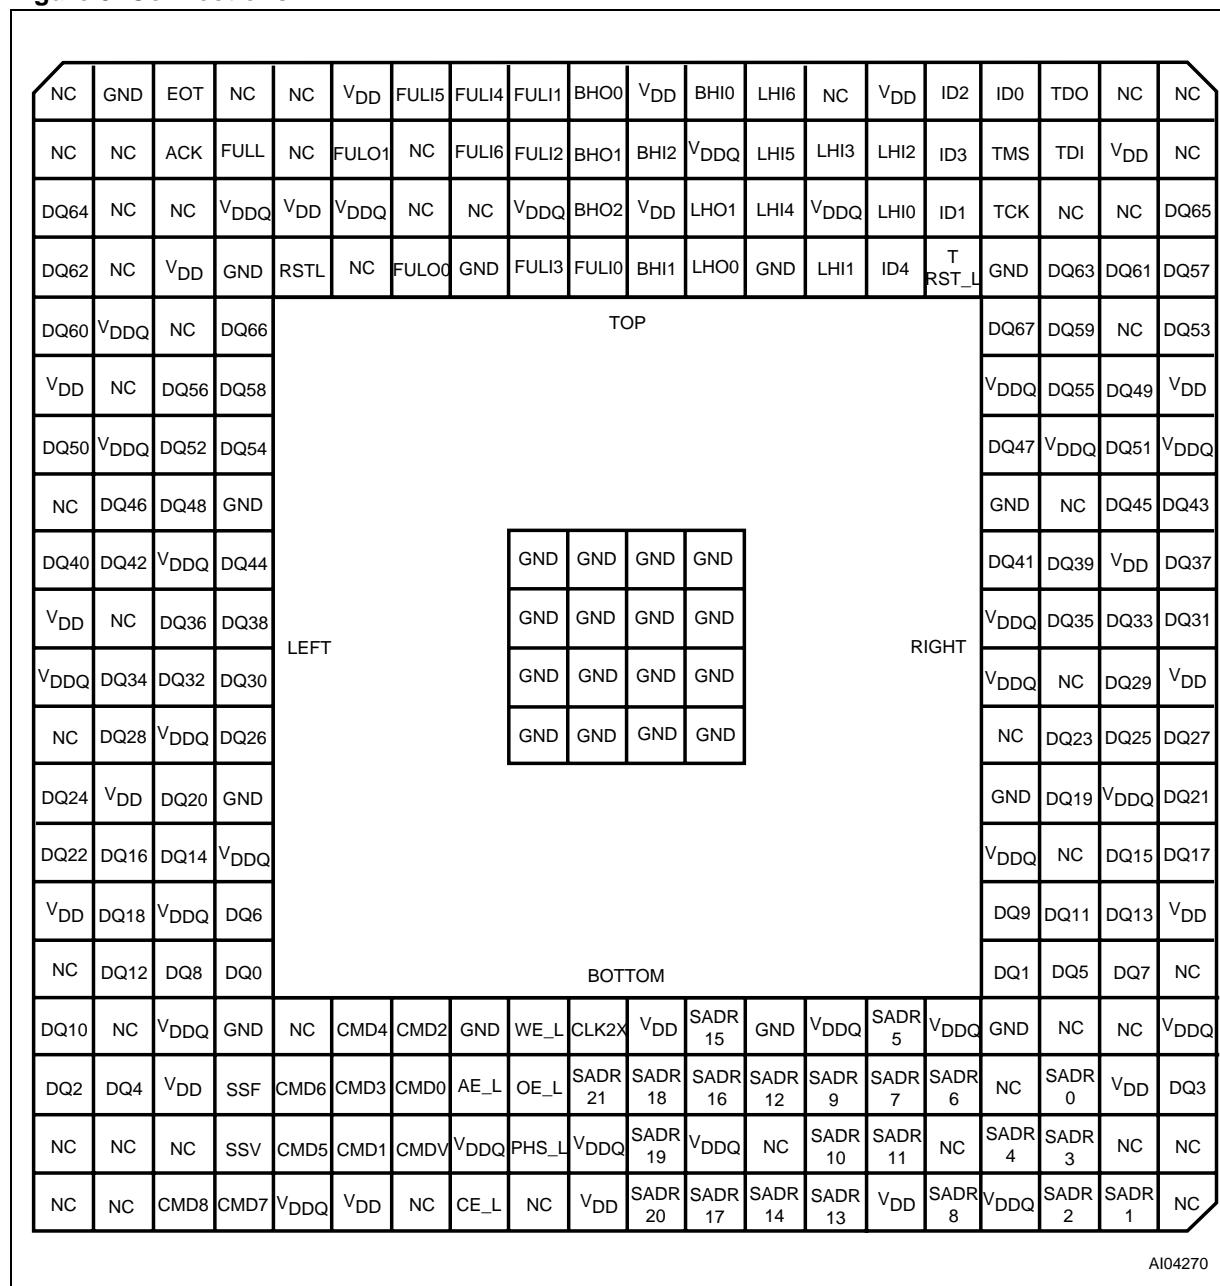 NC GND EOT NC NC VDD FULI5 FULI4 FULI1 BHO0 VDD BHI0 LHI6 NC VDD ID2 ID0 TDO NC NC
NC NC ACK FULL NC FULO1 NC FULI6 FULI2 BHO1 BHI2 VDDQ LHI5 LHI3 LHI2 ID3 TMS TDI VDD NC
DQ64 NC NC VDDQ VDD VDDQ NC NC VDDQ BHO2 VDD LHO1 LHI4 VDDQ LHI0 ID1 TCK NC NC DQ65
DQ62 NC VDD GND RSTL NC FULO0 GND FULI3 FULI0 BHI1 LHO0 GND LHI1 ID4 T RST_L GND DQ63 DQ61 DQ57
DQ60 VDDQ NC DQ66 TOP DQ67 DQ59 NC DQ53
VDD NC DQ56 DQ58 VDDQ DQ55 DQ49 VDD
DQ50 VDDQ DQ52 DQ54 DQ47 VDDQ DQ51 VDDQ
NC DQ46 DQ48 GND GND NC DQ45 DQ43
DQ40 DQ42 VDDQ DQ44 GND GND GND GND DQ41 DQ39 VDD DQ37
VDD NC DQ36 DQ38 GND GND GND GND VDDQ DQ35 DQ33 DQ31
LEFT RIGHT
VDDQ DQ34 DQ32 DQ30 GND GND GND GND VDDQ NC DQ29 VDD
NC DQ28 VDDQ DQ26 GND GND GND GND NC DQ23 DQ25 DQ27
DQ24 VDD DQ20 GND GND DQ19 VDDQ DQ21
DQ22 DQ16 DQ14 VDDQ VDDQ NC DQ15 DQ17
VDD DQ18 VDDQ DQ6 DQ9 DQ11 DQ13 VDD
NC DQ12 DQ8 DQ0 BOTTOM DQ1 DQ5 DQ7 NC
DQ10 NC VDDQ GND NC CMD4 CMD2 GND WE_L CLK2X VDD SADR 15 GND VDDQ SADR 5 VDDQ GND NC NC VDDQ
DQ2 DQ4 VDD SSF CMD6 CMD3 CMD0 AE_L OE_L SADR 21 SADR 18 SADR 16 SADR 12 SADR 9 SADR 7 SADR 6 NC SADR 0 VDD DQ3
NC NC NC SSV CMD5 CMD1 CMDV VDDQ PHS_L VDDQ SADR 19 VDDQ NC SADR 10 SADR 11 NC SADR 4 SADR 3 NC NC
NC NC CMD8 CMD7 VDDQ VDD NC CE_L NC VDD SADR 20 SADR 17 SADR 14 SADR 13 VDD SADR 8 VDDQ SADR 2 SADR 1 NC
AI04270